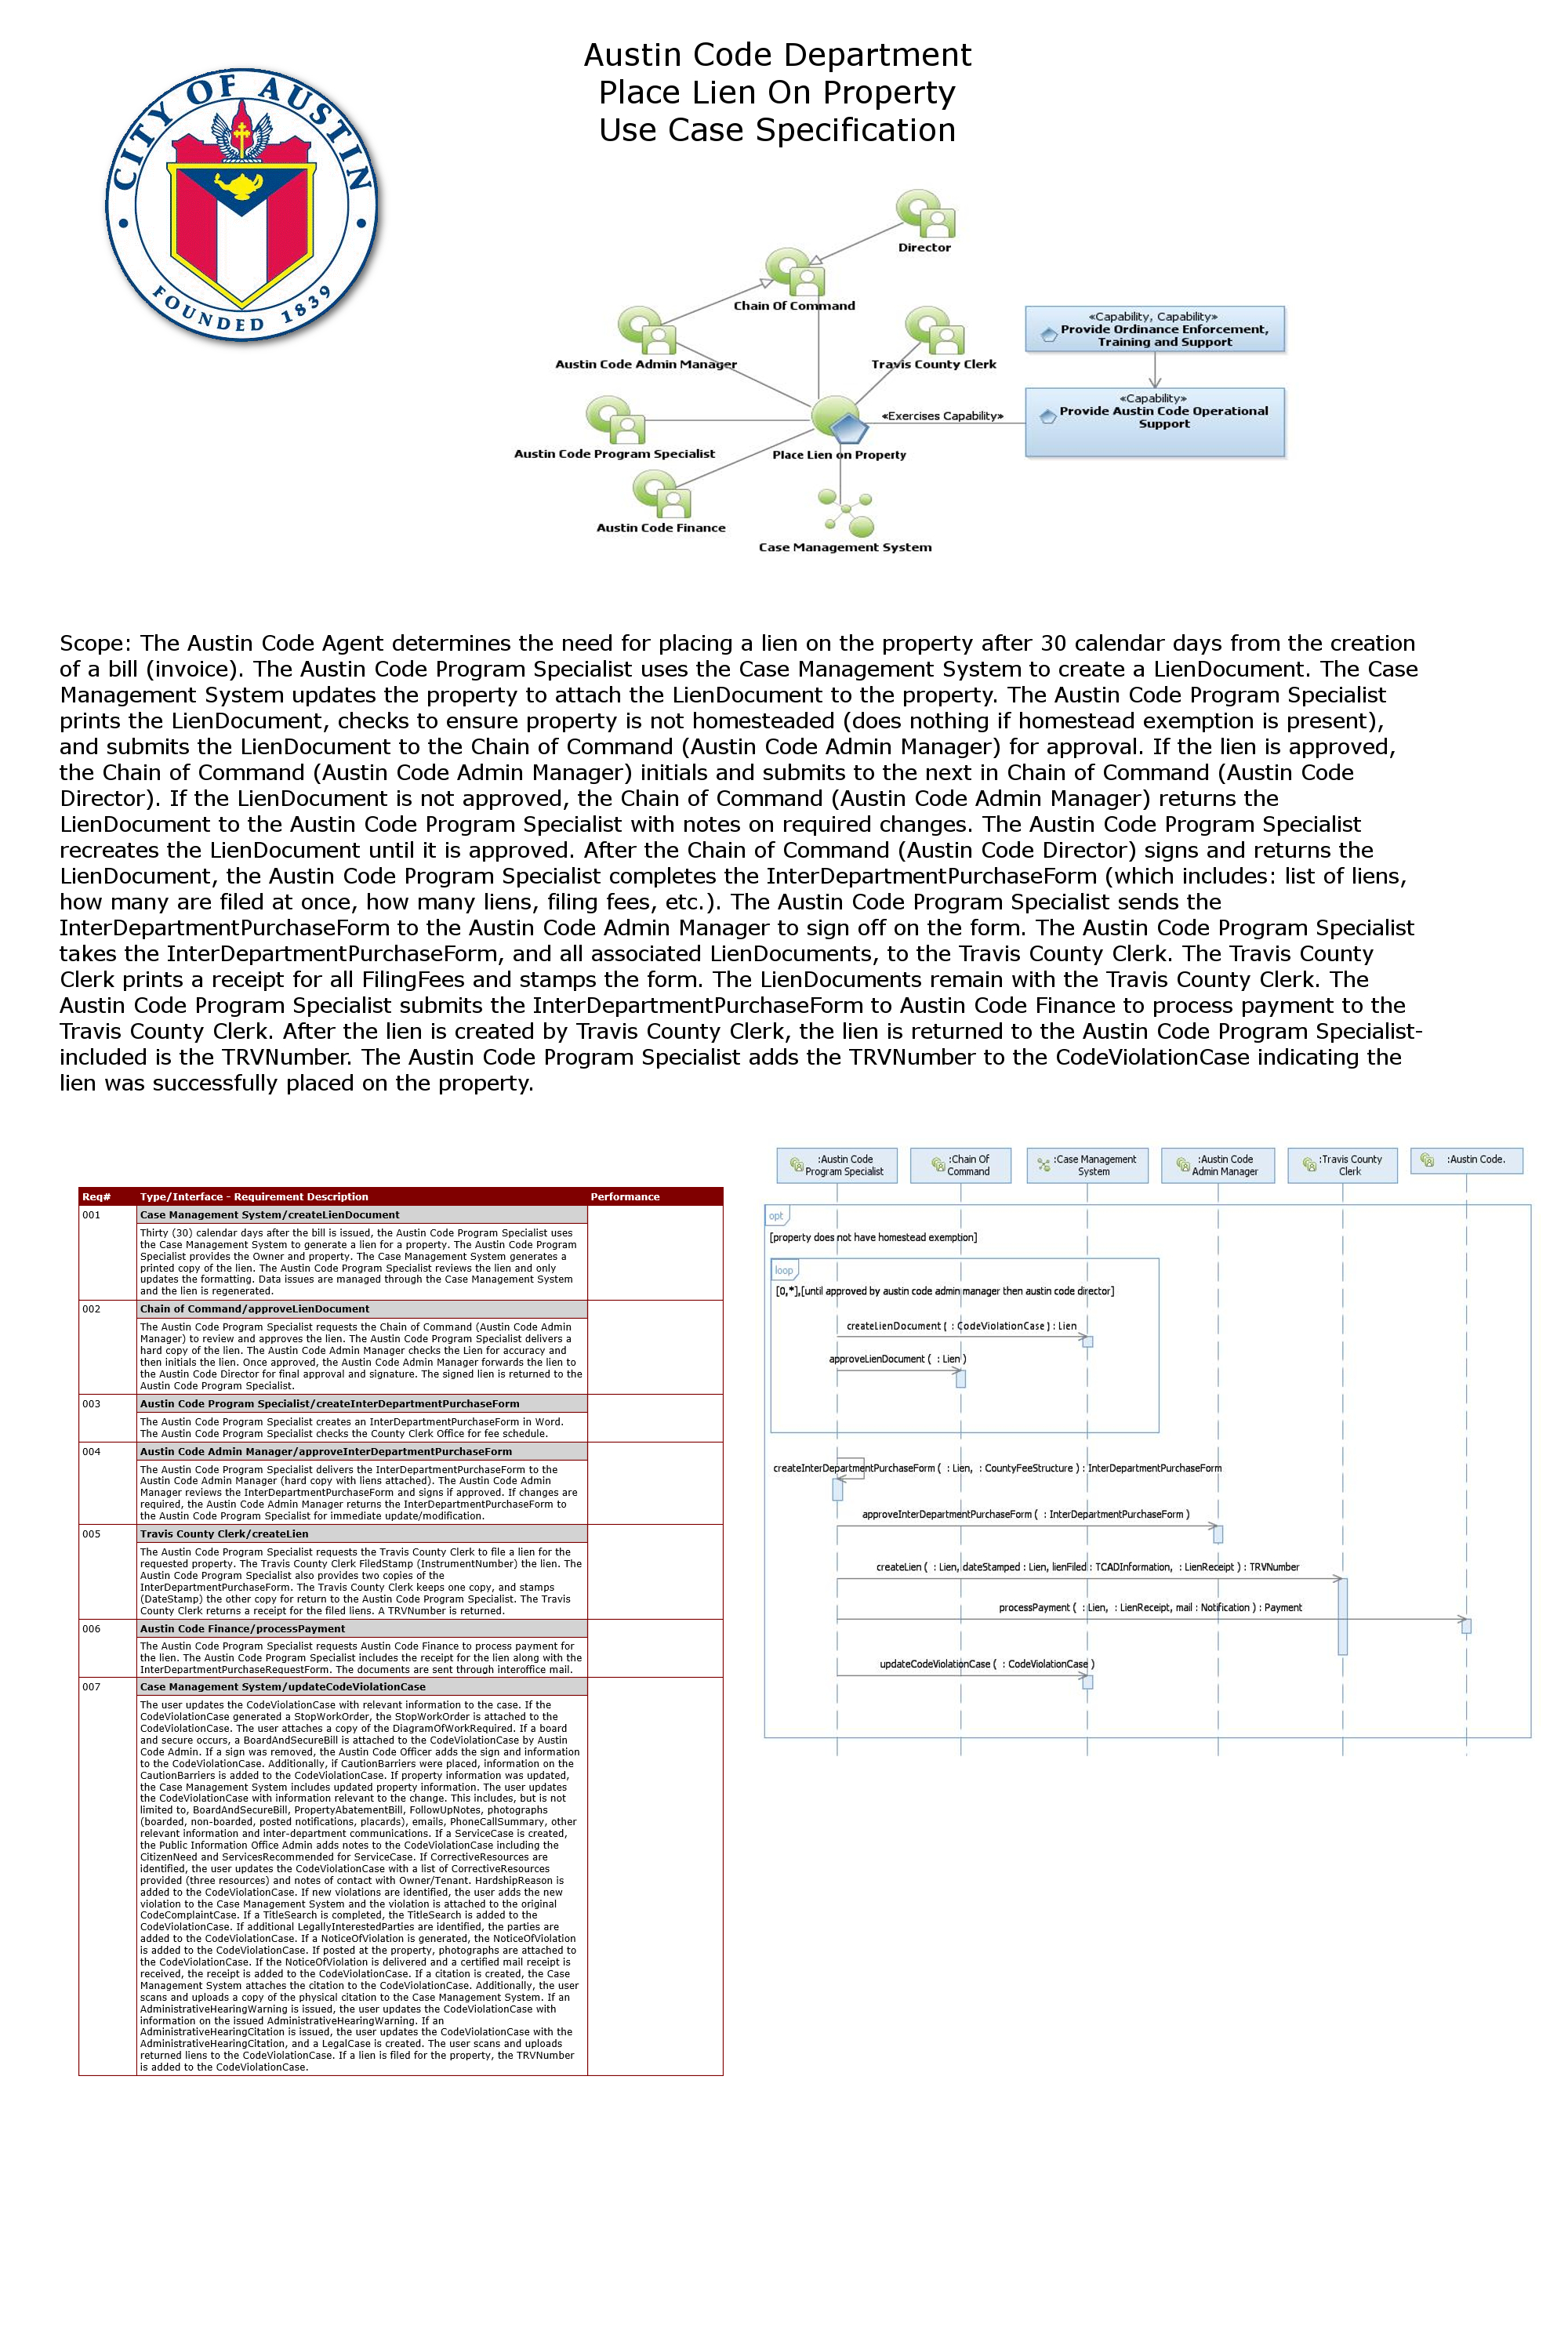 Austin Code Department
Place Lien On Property
Use Case Specification
CITY OF AUSTIN
FOUNDED 1839
Director
Chain Of Command
Austin Code Admin Manager
Travis County Clerk
«Capability, Capability»
Provide Ordinance Enforcement,
Training and Support
«Capability»
Provide Austin Code Operational
Support
«Exercises Capability»
Austin Code Program Specialist
Place Lien on Property
Austin Code Finance
Case Management System
Scope: The Austin Code Agent determines the need for placing a lien on the property after 30 calendar days from the creation
of a bill (invoice). The Austin Code Program Specialist uses the Case Management System to create a LienDocument. The Case
Management System updates the property to attach the LienDocument to the property. The Austin Code Program Specialist
prints the LienDocument, checks to ensure property is not homesteaded (does nothing if homestead exemption is present),
and submits the LienDocument to the Chain of Command (Austin Code Admin Manager) for approval. If the lien is approved,
the Chain of Command (Austin Code Admin Manager) initials and submits to the next in Chain of Command (Austin Code
Director). If the LienDocument is not approved, the Chain of Command (Austin Code Admin Manager) returns the
LienDocument to the Austin Code Program Specialist with notes on required changes. The Austin Code Program Specialist
recreates the LienDocument until it is approved. After the Chain of Command (Austin Code Director) signs and returns the
LienDocument, the Austin Code Program Specialist completes the InterDepartmentPurchaseForm (which includes: list of liens,
how many are filed at once, how many liens, filing fees, etc.). The Austin Code Program Specialist sends the
InterDepartmentPurchaseForm to the Austin Code Admin Manager to sign off on the form. The Austin Code Program Specialist
takes the InterDepartmentPurchaseForm, and all associated LienDocuments, to the Travis County Clerk. The Travis County
Clerk prints a receipt for all FilingFees and stamps the form. The LienDocuments remain with the Travis County Clerk. The
Austin Code Program Specialist submits the InterDepartmentPurchaseForm to Austin Code Finance to process payment to the
Travis County Clerk. After the lien is created by Travis County Clerk, the lien is returned to the Austin Code Program Specialist-
included is the TRVNumber. The Austin Code Program Specialist adds the TRVNumber to the CodeViolationCase indicating the
lien was successfully placed on the property.
Req# Type/Interface - Requirement Description Performance
001 Case Management System/createLienDocument
Thirty (30) calendar days after the bill is issued, the Austin Code Program Specialist uses
the Case Management System to generate a lien for a property. The Austin Code Program
Specialist provides the Owner and property. The Case Management System generates a
printed copy of the lien. The Austin Code Program Specialist reviews the lien and only
updates the formatting. Data issues are managed through the Case Management System
and the lien is regenerated.
002 Chain of Command/approveLienDocument
The Austin Code Program Specialist requests the Chain of Command (Austin Code Admin
Manager) to review and approves the lien. The Austin Code Program Specialist delivers a
hard copy of the lien. The Austin Code Admin Manager checks the Lien for accuracy and
then initials the lien. Once approved, the Austin Code Admin Manager forwards the lien to
the Austin Code Director for final approval and signature. The signed lien is returned to the
Austin Code Program Specialist.
003 Austin Code Program Specialist/createInterDepartmentPurchaseForm
The Austin Code Program Specialist creates an InterDepartmentPurchaseForm in Word.
The Austin Code Program Specialist checks the County Clerk Office for fee schedule.
004 Austin Code Admin Manager/approveInterDepartmentPurchaseForm
The Austin Code Program Specialist delivers the InterDepartmentPurchaseForm to the
Austin Code Admin Manager (hard copy with liens attached). The Austin Code Admin
Manager reviews the InterDepartmentPurchaseForm and signs if approved. If changes are
required, the Austin Code Admin Manager returns the InterDepartmentPurchaseForm to
the Austin Code Program Specialist for immediate update/modification.
005 Travis County Clerk/createLien
The Austin Code Program Specialist requests the Travis County Clerk to file a lien for the
requested property. The Travis County Clerk FiledStamp (InstrumentNumber) the lien. The
Austin Code Program Specialist also provides two copies of the
InterDepartmentPurchaseForm. The Travis County Clerk keeps one copy, and stamps
(DateStamp) the other copy for return to the Austin Code Program Specialist. The Travis
County Clerk returns a receipt for the filed liens. A TRVNumber is returned.
006 Austin Code Finance/processPayment
The Austin Code Program Specialist requests Austin Code Finance to process payment for
the lien. The Austin Code Program Specialist includes the receipt for the lien along with the
InterDepartmentPurchaseRequestForm. The documents are sent through interoffice mail.
007 Case Management System/updateCodeViolationCase
The user updates the CodeViolationCase with relevant information to the case. If the
CodeViolationCase generated a StopWorkOrder, the StopWorkOrder is attached to the
CodeViolationCase. The user attaches a copy of the DiagramOfWorkRequired. If a board
and secure occurs, a BoardAndSecureBill is attached to the CodeViolationCase by Austin
Code Admin. If a sign was removed, the Austin Code Officer adds the sign and information
to the CodeViolationCase. Additionally, if CautionBarriers were placed, information on the
CautionBarriers is added to the CodeViolationCase. If property information was updated,
the Case Management System includes updated property information. The user updates
the CodeViolationCase with information relevant to the change. This includes, but is not
limited to, BoardAndSecureBill, PropertyAbatementBill, FollowUpNotes, photographs
(boarded, non-boarded, posted notifications, placards), emails, PhoneCallSummary, other
relevant information and inter-department communications. If a ServiceCase is created,
the Public Information Office Admin adds notes to the CodeViolationCase including the
CitizenNeed and ServicesRecommended for ServiceCase. If CorrectiveResources are
identified, the user updates the CodeViolationCase with a list of CorrectiveResources
provided (three resources) and notes of contact with Owner/Tenant. HardshipReason is
added to the CodeViolationCase. If new violations are identified, the user adds the new
violation to the Case Management System and the violation is attached to the original
CodeComplaintCase. If a TitleSearch is completed, the TitleSearch is added to the
CodeViolationCase. If additional LegallyInterestedParties are identified, the parties are
added to the CodeViolationCase. If a NoticeOfViolation is generated, the NoticeOfViolation
is added to the CodeViolationCase. If posted at the property, photographs are attached to
the CodeViolationCase. If the NoticeOfViolation is delivered and a certified mail receipt is
received, the receipt is added to the CodeViolationCase. If a citation is created, the Case
Management System attaches the citation to the CodeViolationCase. Additionally, the user
scans and uploads a copy of the physical citation to the Case Management System. If an
AdministrativeHearingWarning is issued, the user updates the CodeViolationCase with
information on the issued AdministrativeHearingWarning. If an
AdministrativeHearingCitation is issued, the user updates the CodeViolationCase with the
AdministrativeHearingCitation, and a LegalCase is created. The user scans and uploads
returned liens to the CodeViolationCase. If a lien is filed for the property, the TRVNumber
is added to the CodeViolationCase.
:Austin Code
Program Specialist
:Chain Of
Command
:Case Management
System
:Austin Code
Admin Manager
:Travis County
Clerk
:Austin Code.
opt
[property does not have homestead exemption]
loop
[0,*],[until approved by austin code admin manager then austin code director]
createLienDocument ( : CodeViolationCase ) : Lien
approveLienDocument ( : Lien )
createInterDepartmentPurchaseForm ( : Lien, : CountyFeeStructure ) : InterDepartmentPurchaseForm
approveInterDepartmentPurchaseForm ( : InterDepartmentPurchaseForm )
createLien ( : Lien, dateStamped : Lien, lienFiled : TCADInformation, : LienReceipt ) : TRVNumber
processPayment ( : Lien, : LienReceipt, mail : Notification ) : Payment
updateCodeViolationCase ( : CodeViolationCase )